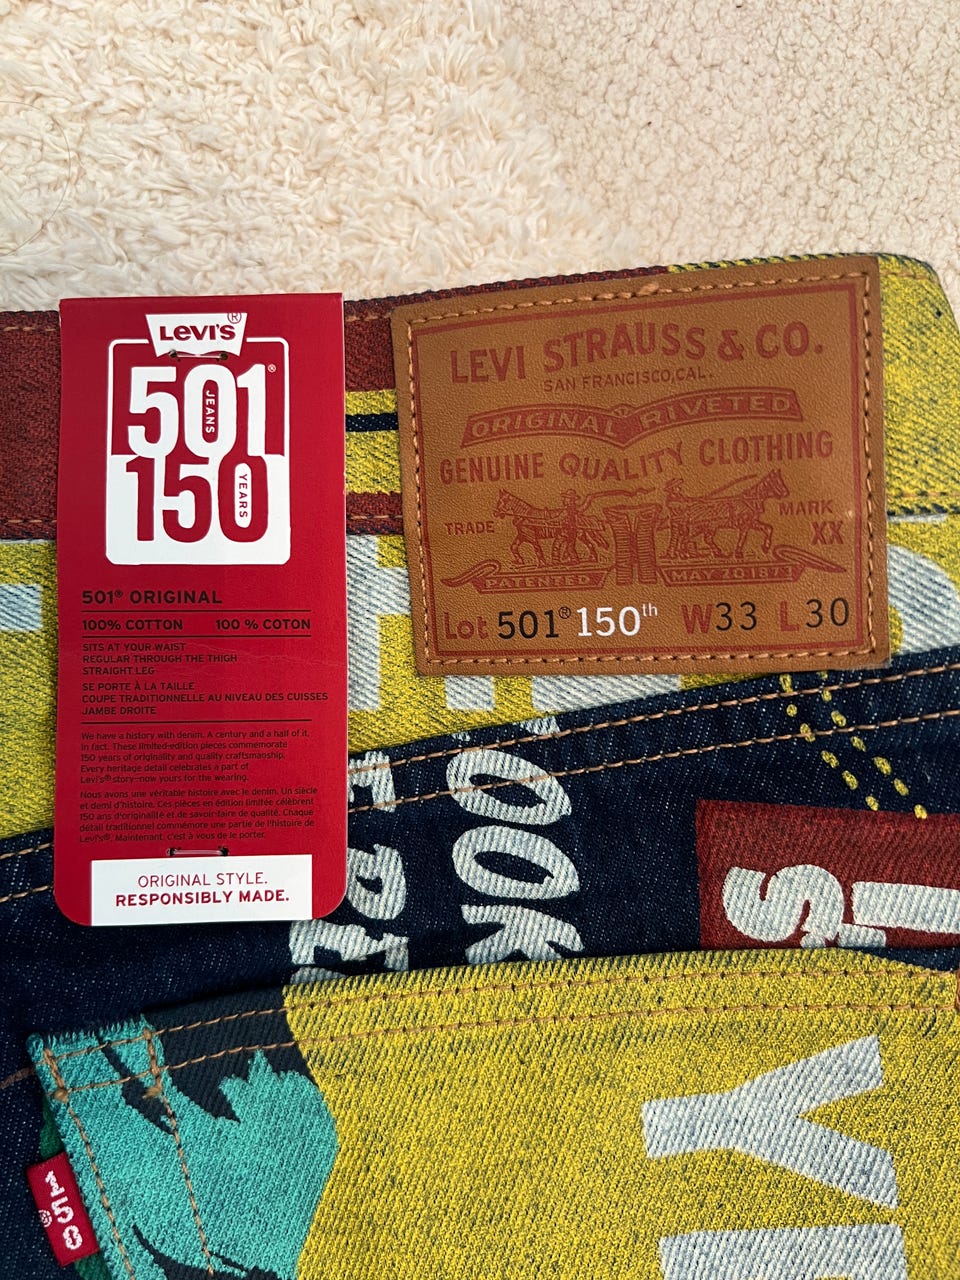 LEVI'S®
501®
JEANS
150
YEARS
501® ORIGINAL
100% COTTON 100 % COTON
SITS AT YOUR WAIST
REGULAR THROUGH THE THIGH
STRAIGHT LEG
SE PORTE À LA TAILLE
COUPE TRADITIONNELLE AU NIVEAU DES CUISSES
JAMBE DROITE
We have a history with denim. A century and a half of it,
in fact. These limited-edition pieces commemorate
150 years of originality and quality craftsmanship.
Every heritage detail celebrates a part of
Levi's® story–now yours for the wearing.
Nous avons une véritable histoire avec le denim. Un siècle
et demi d'histoire. Ces pièces en édition limitée célèbrent
150 ans d'originalité et de savoir-faire de qualité. Chaque
détail traditionnel commémore une partie de l'histoire de
Levi's®. Maintenant, c'est à vous de le porter.
ORIGINAL STYLE.
RESPONSIBLY MADE.
LEVI STRAUSS & CO.
SAN FRANCISCO, CAL.
ORIGINAL RIVETED
GENUINE QUALITY CLOTHING
TRADE MARK
XX
PATENTED MAY 20 1873
Lot 501® 150th W33 L30
OOK
i's
YE
150
®